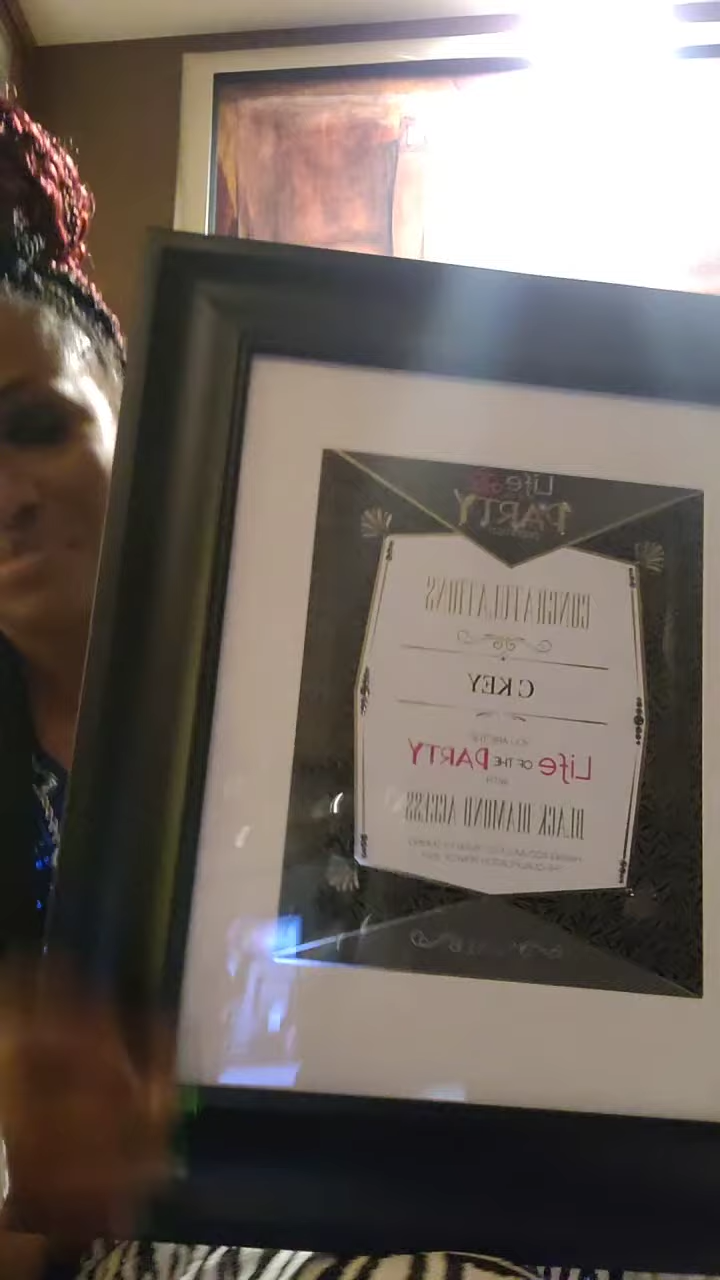 Life
PARTY
CONGRATULATIONS
C KEY
YOU ARE THE
Life OF THE PARTY
WITH
BLACK DIAMOND ACCESS